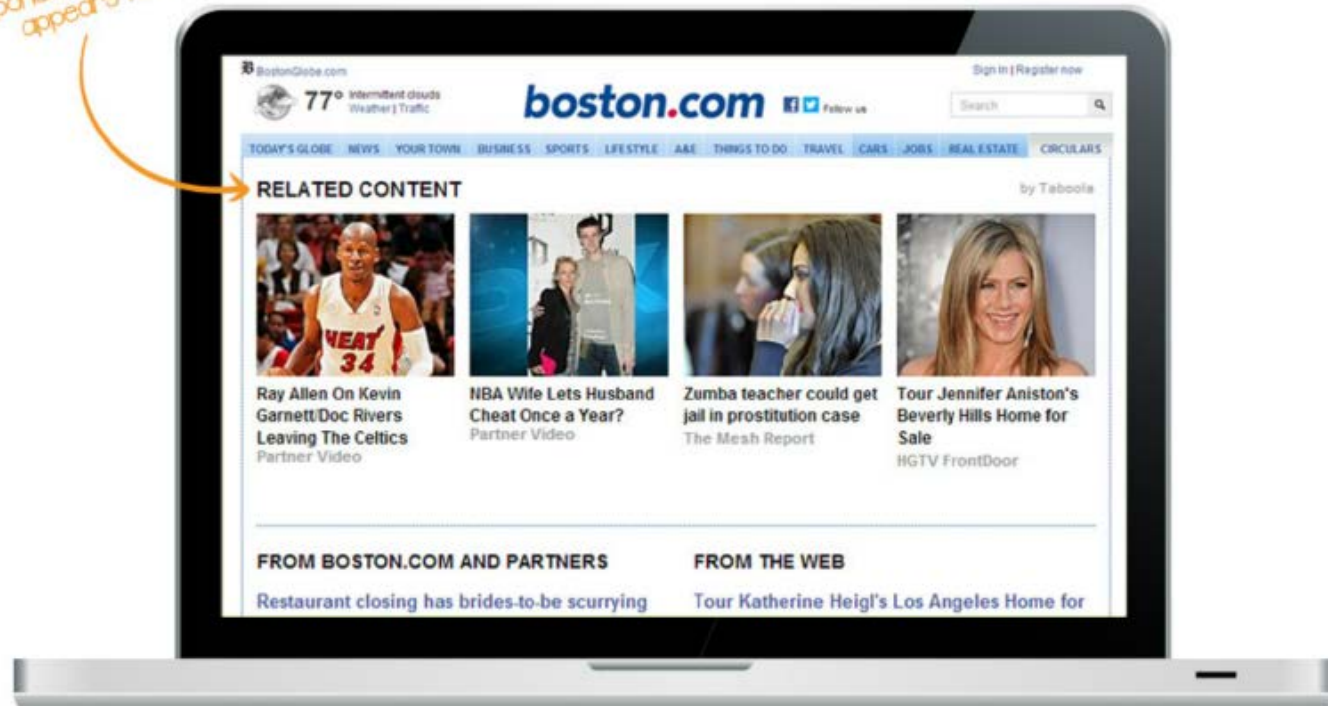 appears
BostonGlobe.com
Sign In | Register now
77° Intermittent clouds
Weather | Traffic
boston.com
Follow us
Search
TODAY'S GLOBE NEWS YOUR TOWN BUSINESS SPORTS LIFESTYLE A&E THINGS TO DO TRAVEL CARS JOBS REAL ESTATE CIRCULARS
RELATED CONTENT
by Taboola
HEAT
34
Ray Allen On Kevin
Garnett/Doc Rivers
Leaving The Celtics
Partner Video
NBA Wife Lets Husband
Cheat Once a Year?
Partner Video
Zumba teacher could get
jail in prostitution case
The Mesh Report
Tour Jennifer Aniston's
Beverly Hills Home for
Sale
HGTV FrontDoor
FROM BOSTON.COM AND PARTNERS
Restaurant closing has brides-to-be scurrying
FROM THE WEB
Tour Katherine Heigl's Los Angeles Home for